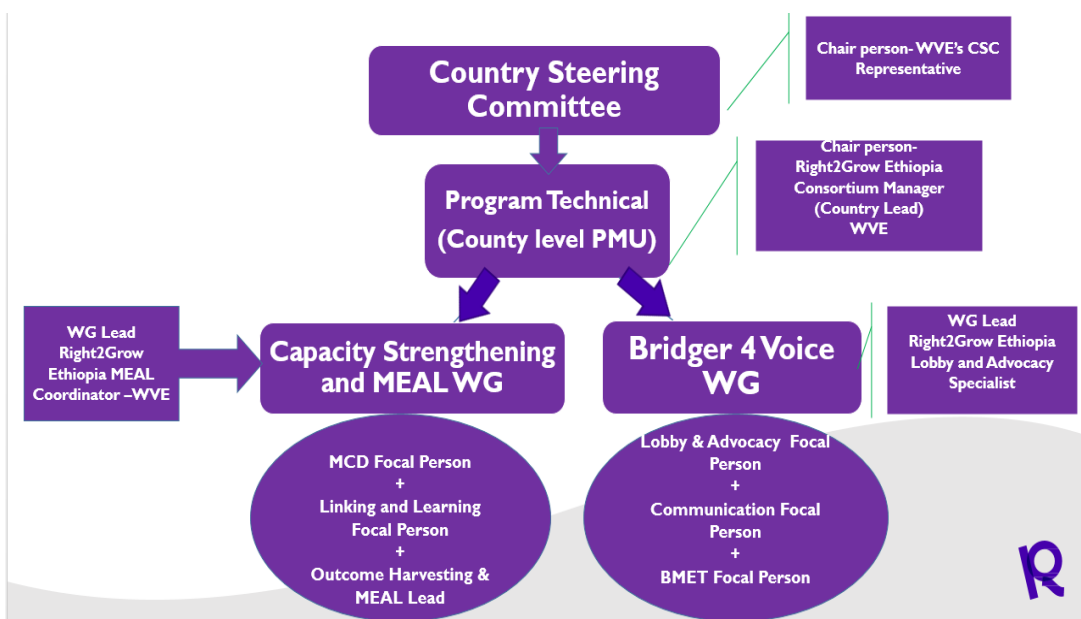 Country Steering
Committee
Chair person- WVE's CSC
Representative
Program Technical
(County level PMU)
Chair person-
Right2Grow Ethiopia
Consortium Manager
(Country Lead)
WVE
WG Lead
Right2Grow
Ethiopia MEAL
Coordinator –WVE
Capacity Strengthening
and MEAL WG
Bridger 4 Voice
WG
WG Lead
Right2Grow Ethiopia
Lobby and Advocacy
Specialist
MCD Focal Person
+
Linking and Learning
Focal Person
+
Outcome Harvesting &
MEAL Lead
Lobby & Advocacy Focal
Person
+
Communication Focal
Person
+
BMET Focal Person